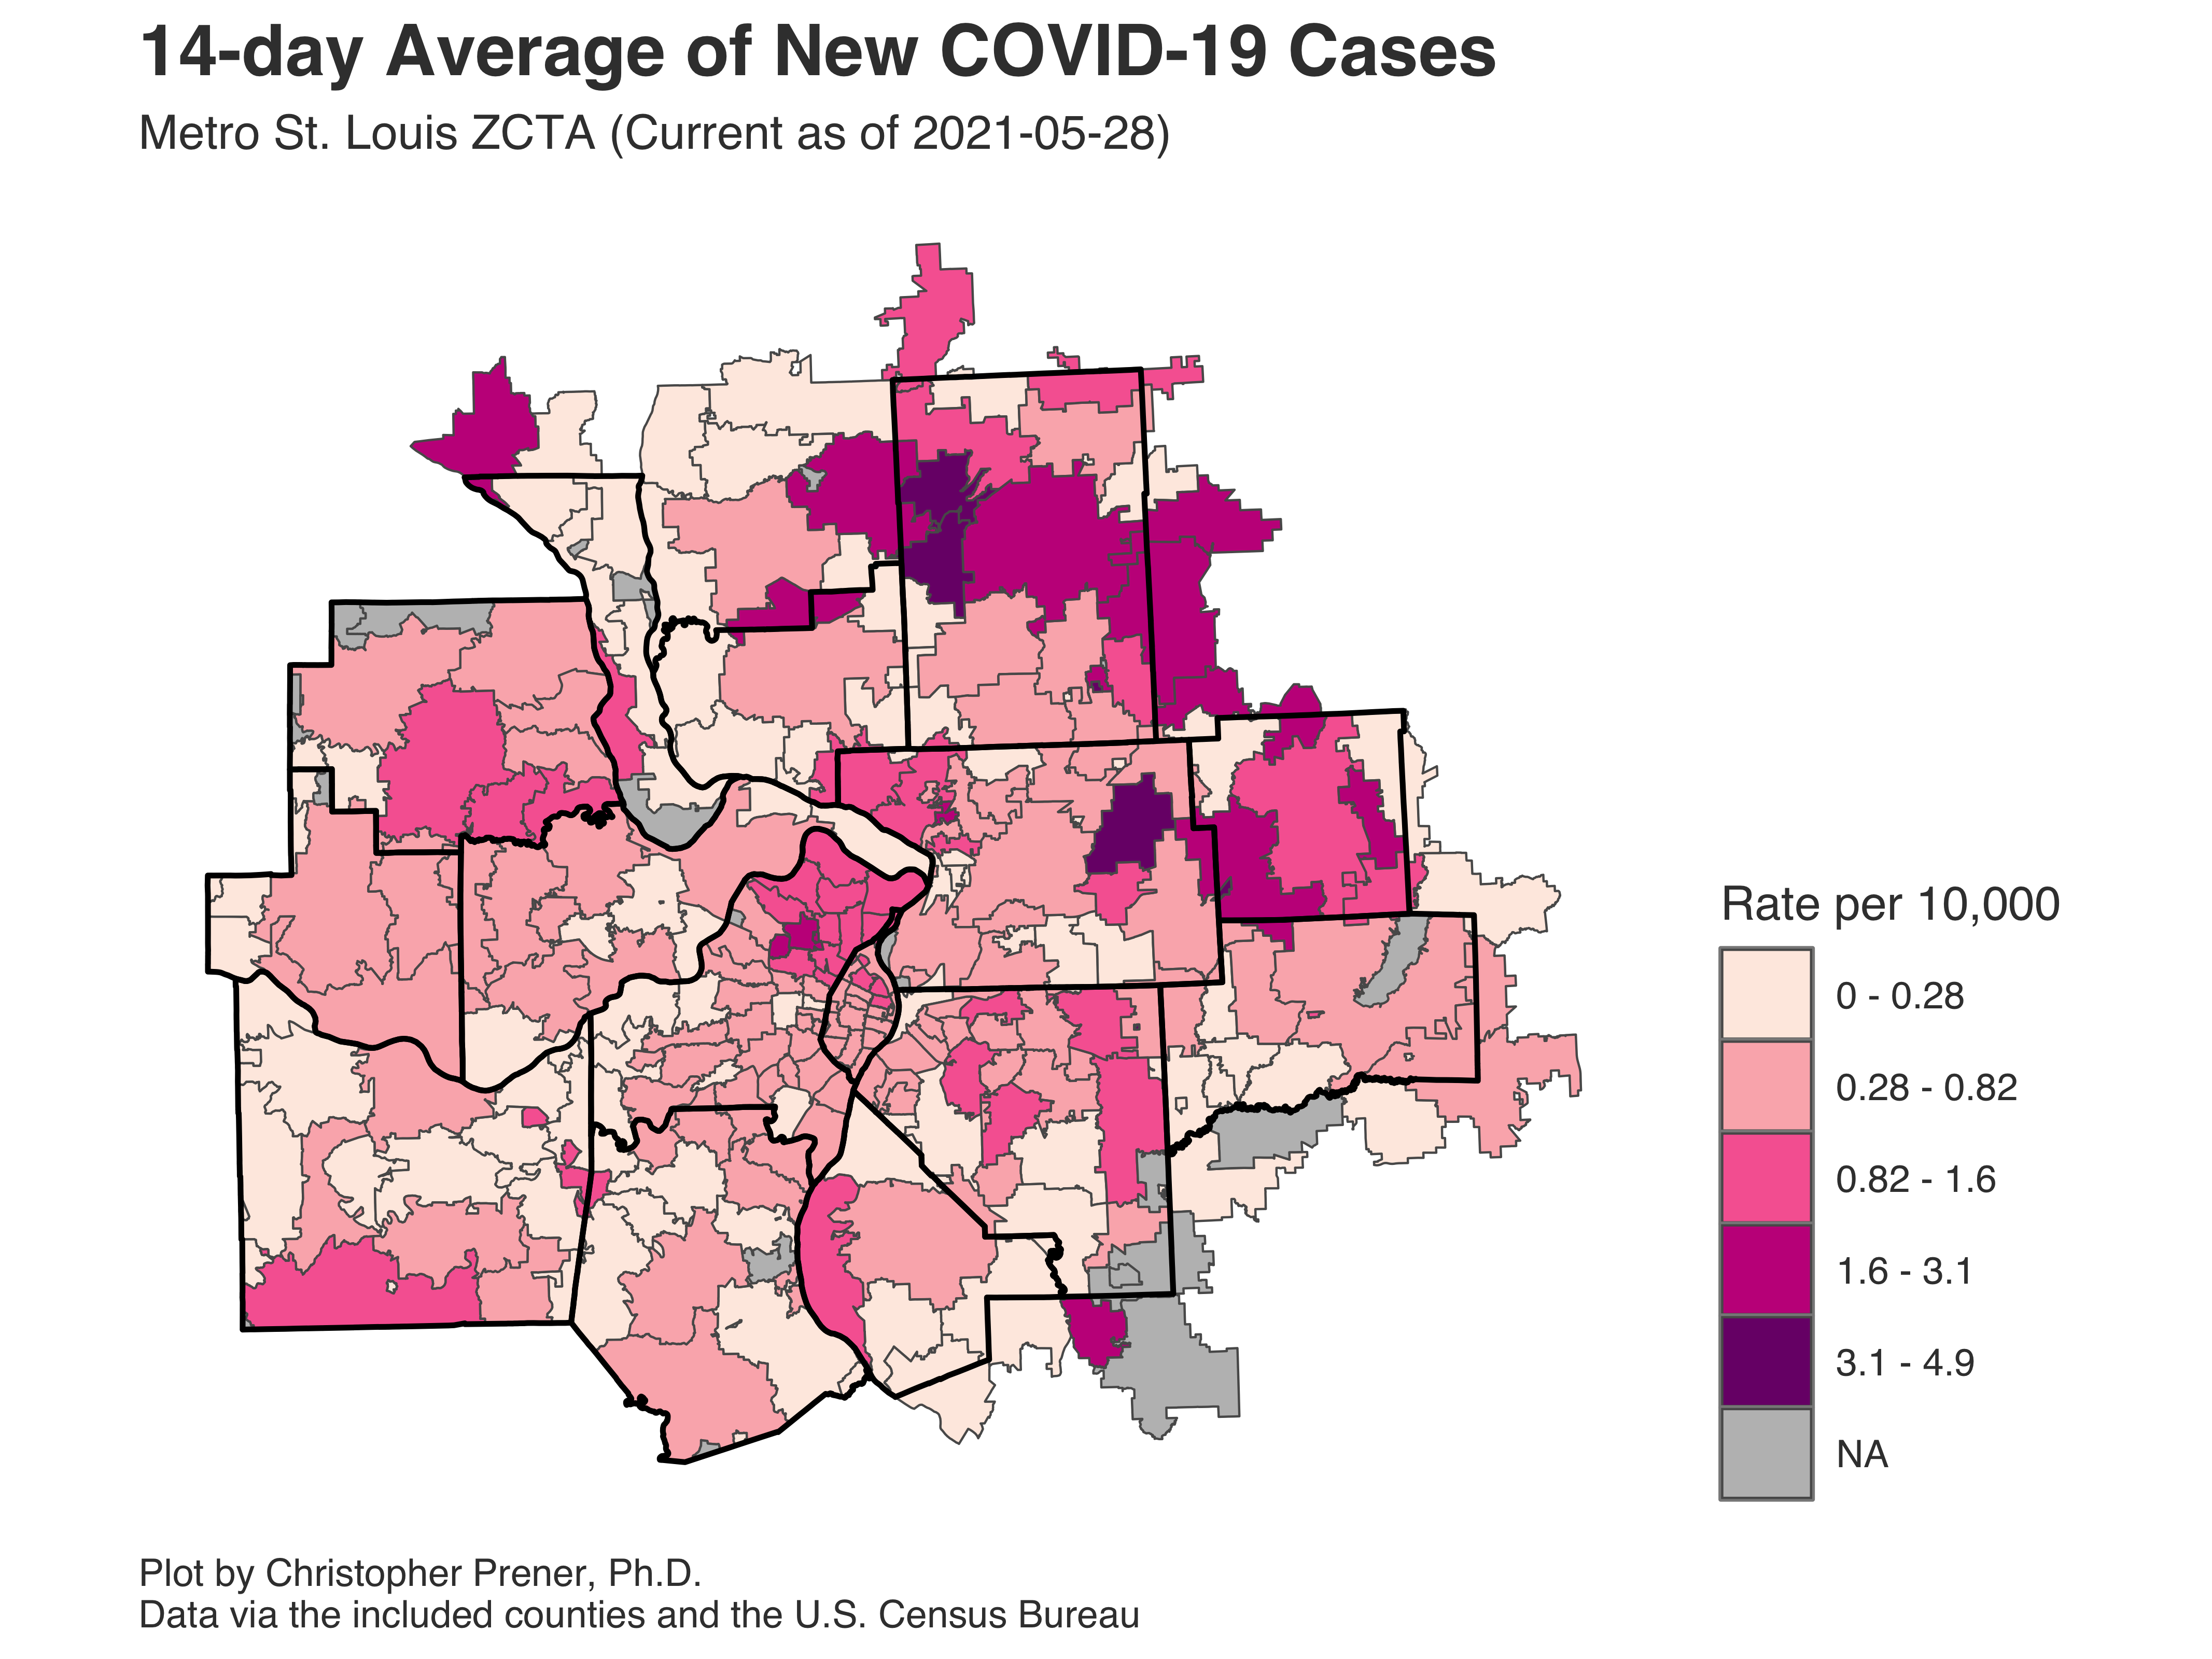 14-day Average of New COVID-19 Cases
Metro St. Louis ZCTA (Current as of 2021-05-28)
Rate per 10,000
0 - 0.28
0.28 - 0.82
0.82 - 1.6
1.6 - 3.1
3.1 - 4.9
NA
Plot by Christopher Prener, Ph.D.
Data via the included counties and the U.S. Census Bureau